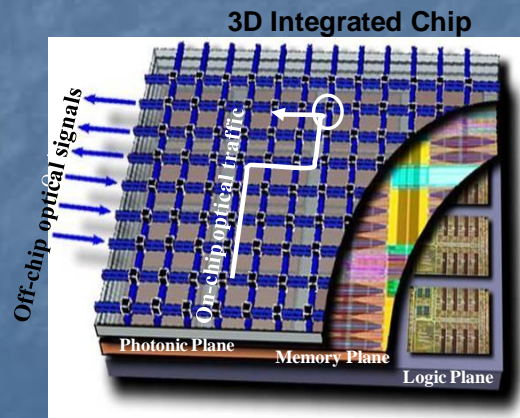 3D Integrated Chip
Off-chip optical signals
On-chip optical traffic
Photonic Plane
Memory Plane
Logic Plane